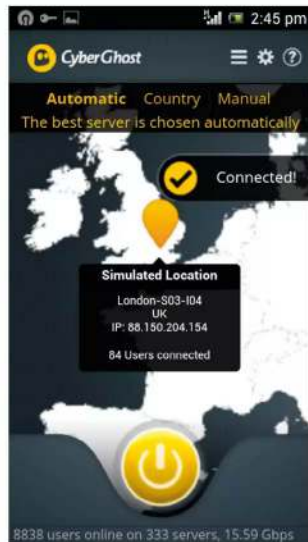 2:45 pm
CyberGhost
Automatic Country Manual
The best server is chosen automatically
Connected!
Simulated Location
London-S03-I04
UK
IP: 88.150.204.154
84 Users connected
8838 users online on 333 servers, 15.59 Gbps